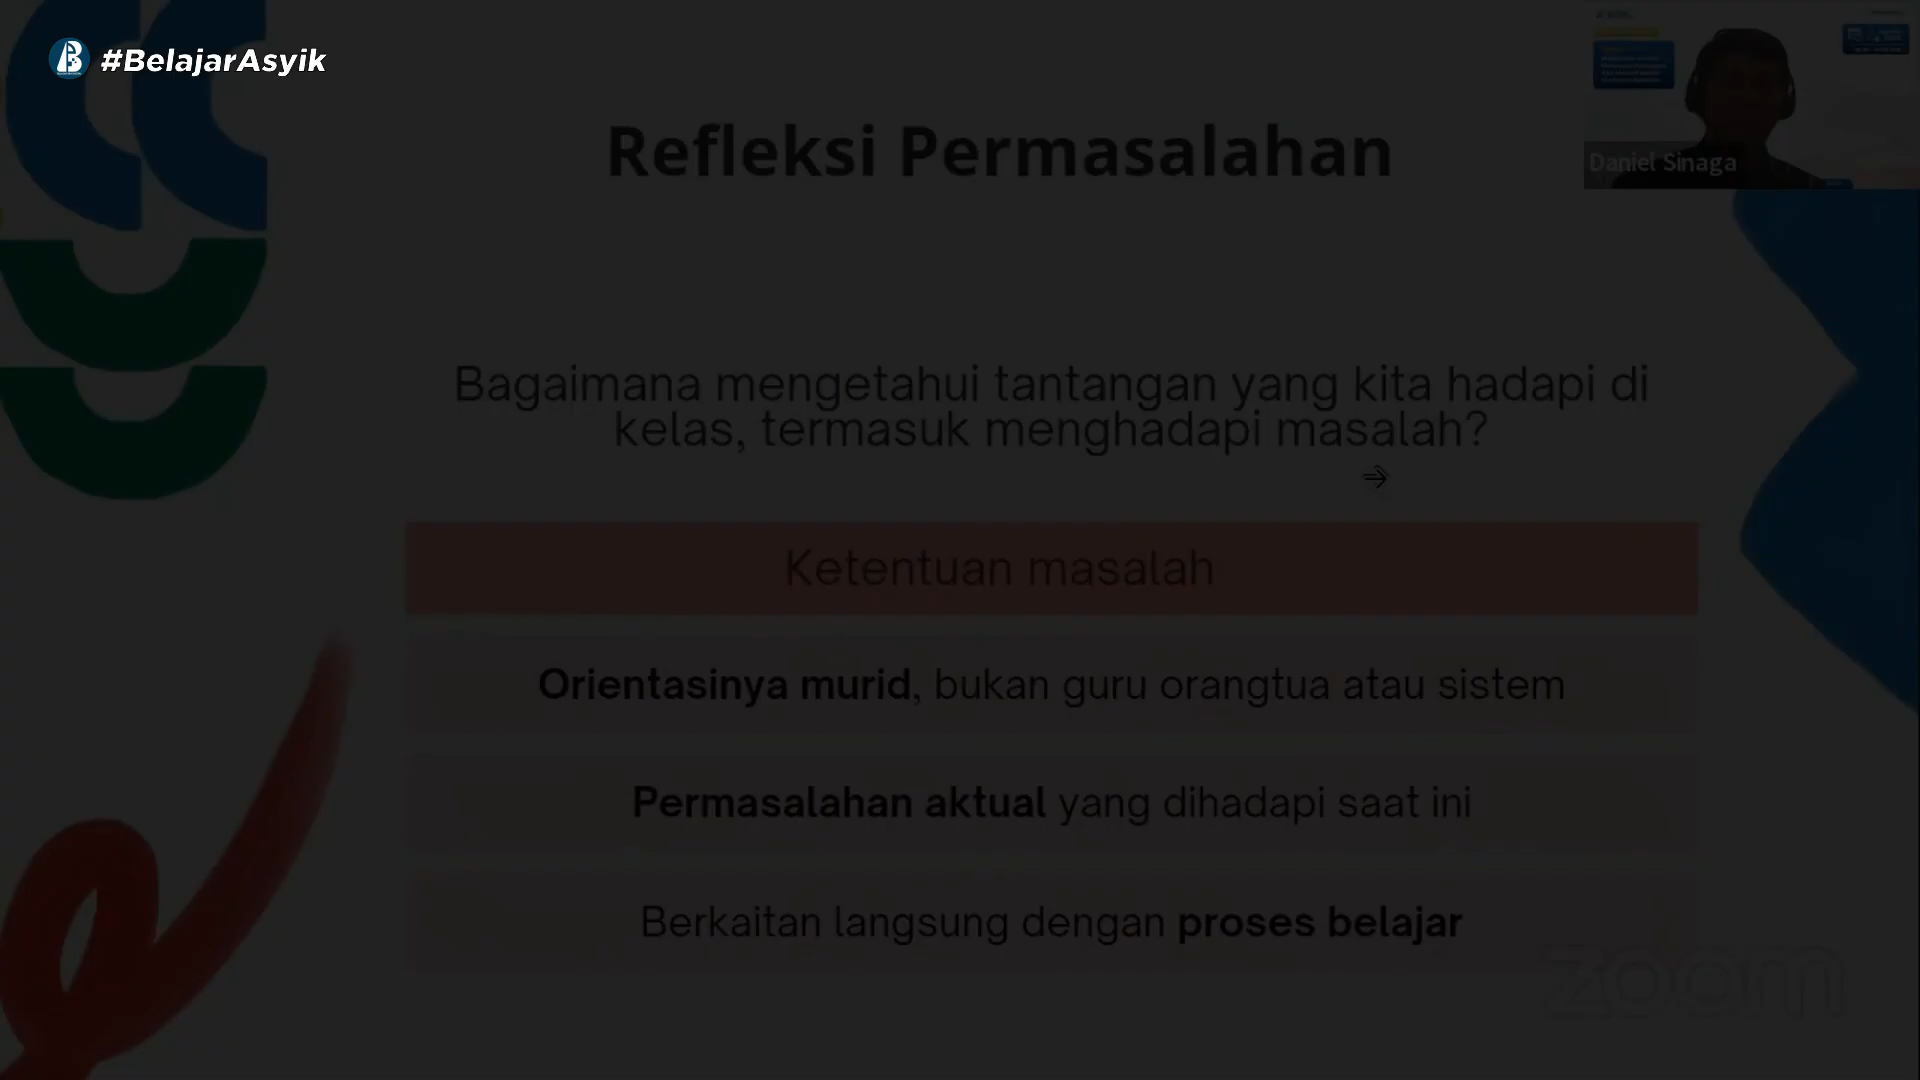 #BelajarAsyik
Daniel Sinaga
Refleksi Permasalahan
Bagaimana mengetahui tantangan yang kita hadapi di
kelas, termasuk menghadapi masalah?
Ketentuan masalah
Orientasinya murid, bukan guru orangtua atau sistem
Permasalahan aktual yang dihadapi saat ini
Berkaitan langsung dengan proses belajar
zoom